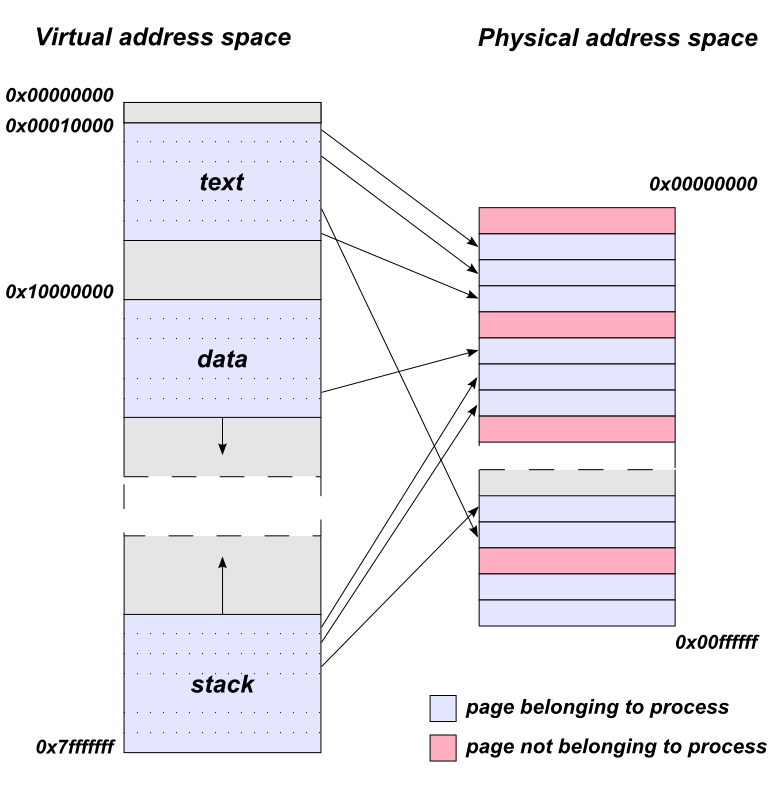 Virtual address space
Physical address space
0x00000000
0x00010000
text
0x00000000
0x10000000
data
stack
0x00ffffff
page belonging to process
0x7fffffff
page not belonging to process